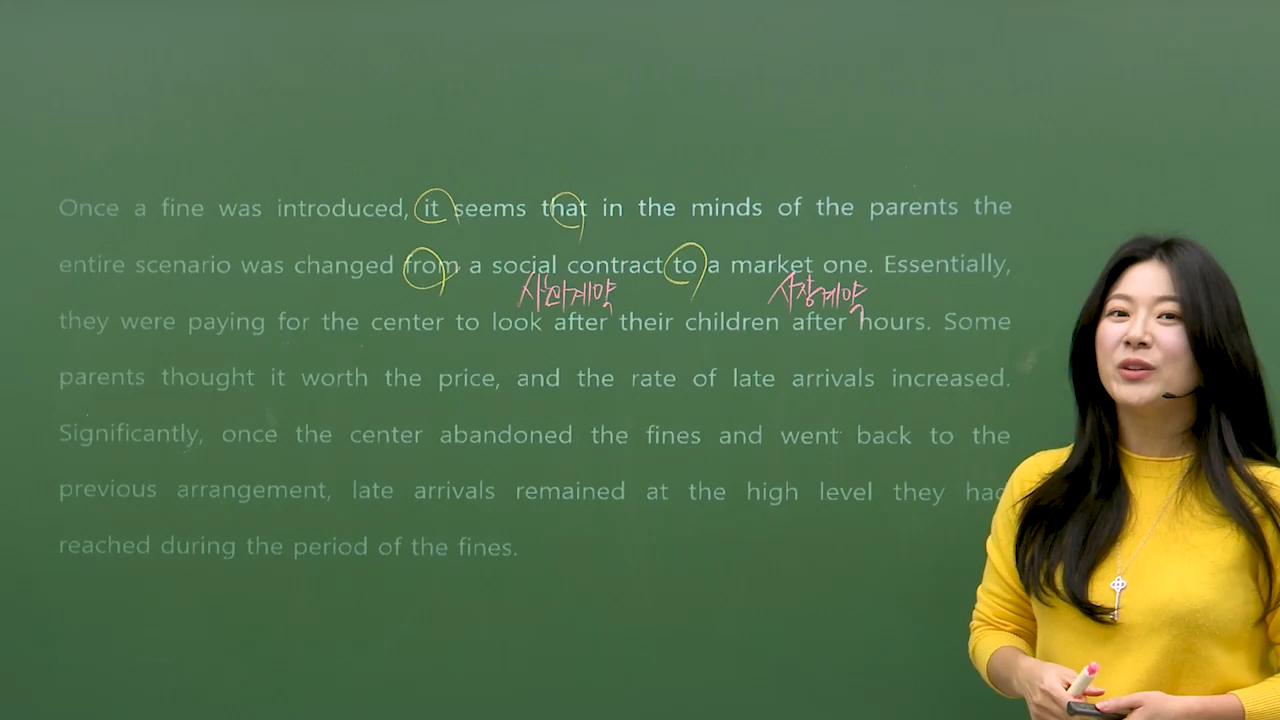 Once a fine was introduced, it seems that in the minds of the parents the
entire scenario was changed from a social contract to a market one. Essentially,
사회계약 시장계약
they were paying for the center to look after their children after hours. Some
parents thought it worth the price, and the rate of late arrivals increased.
Significantly, once the center abandoned the fines and went back to the
previous arrangement, late arrivals remained at the high level they had
reached during the period of the fines.